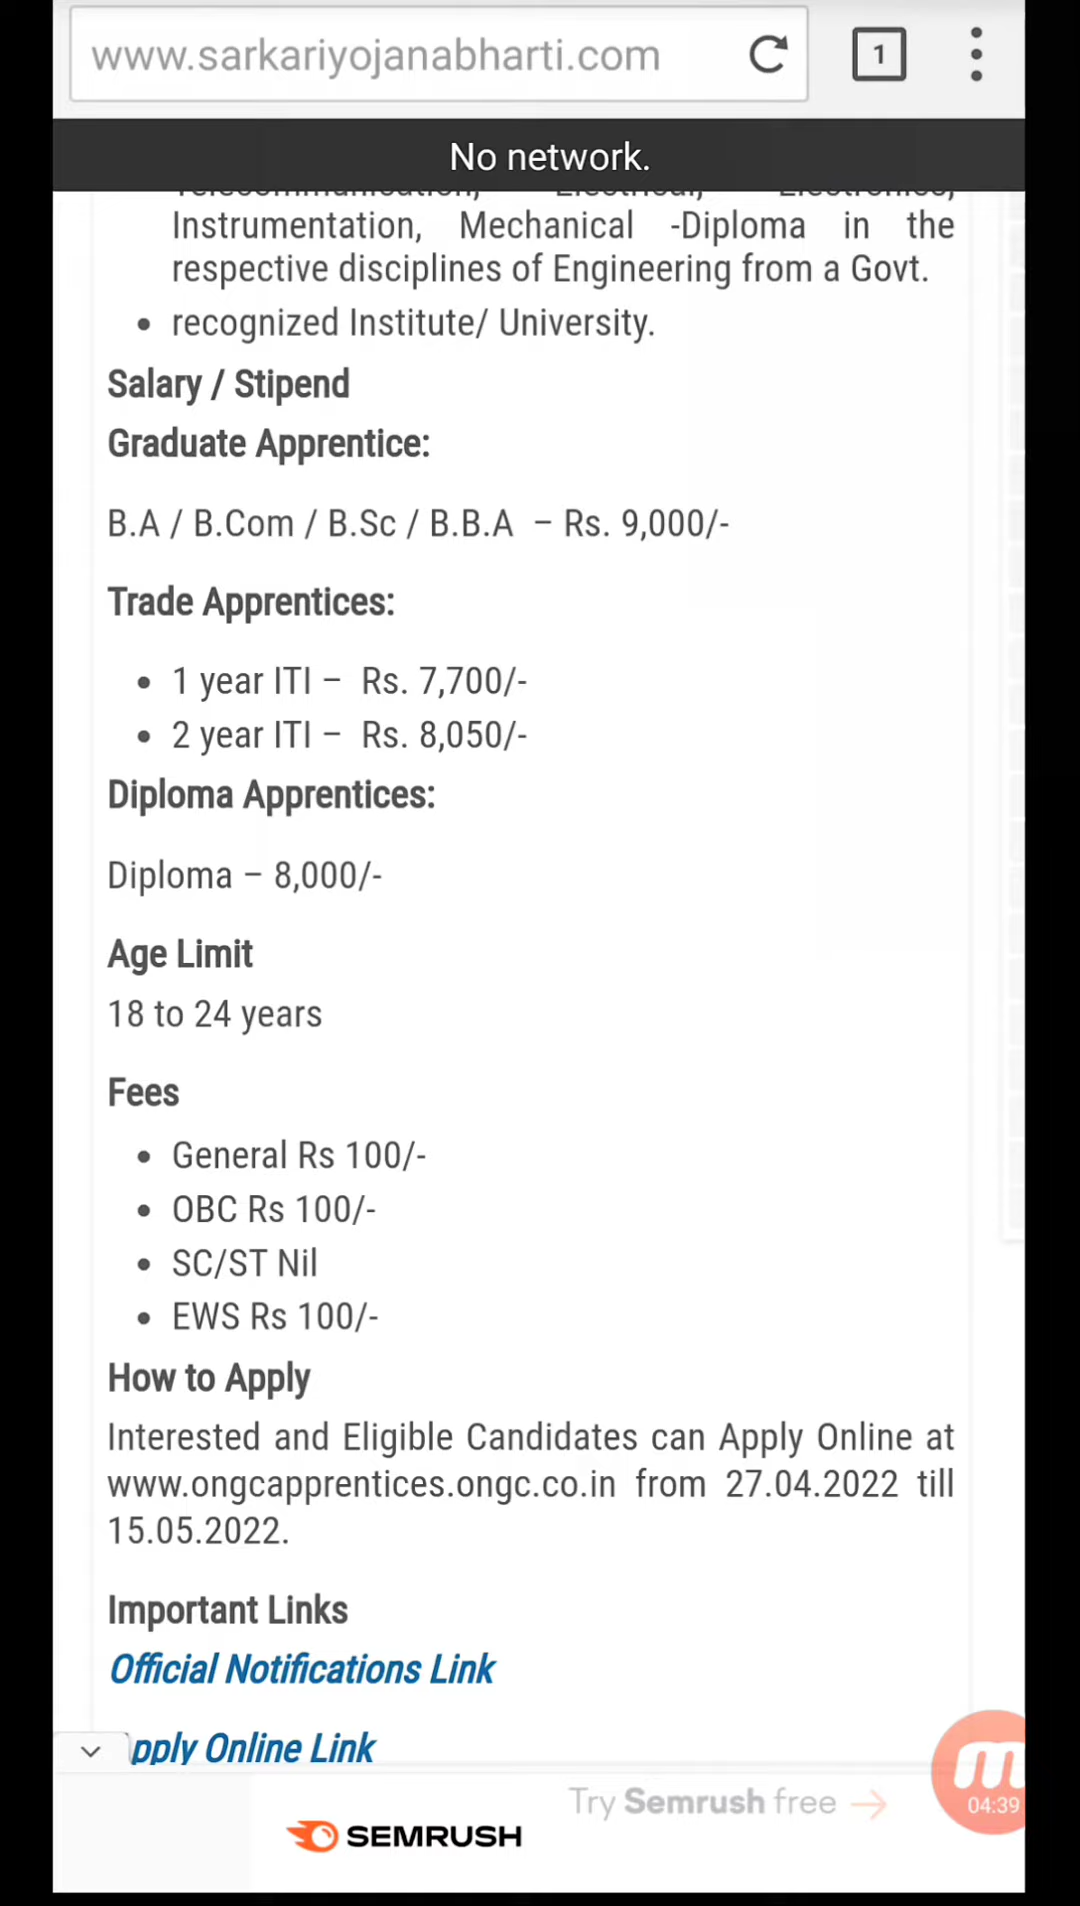 www.sarkariyojanabharti.com
1
No network.
Instrumentation, Mechanical -Diploma in the
respective disciplines of Engineering from a Govt.
• recognized Institute/ University.
Salary / Stipend
Graduate Apprentice:
B.A / B.Com / B.Sc / B.B.A – Rs. 9,000/-
Trade Apprentices:
• 1 year ITI – Rs. 7,700/-
• 2 year ITI – Rs. 8,050/-
Diploma Apprentices:
Diploma – 8,000/-
Age Limit
18 to 24 years
Fees
• General Rs 100/-
• OBC Rs 100/-
• SC/ST Nil
• EWS Rs 100/-
How to Apply
Interested and Eligible Candidates can Apply Online at
www.ongcapprentices.ongc.co.in from 27.04.2022 till
15.05.2022.
Important Links
Official Notifications Link
pply Online Link
Try Semrush free →
SEMRUSH
04:39